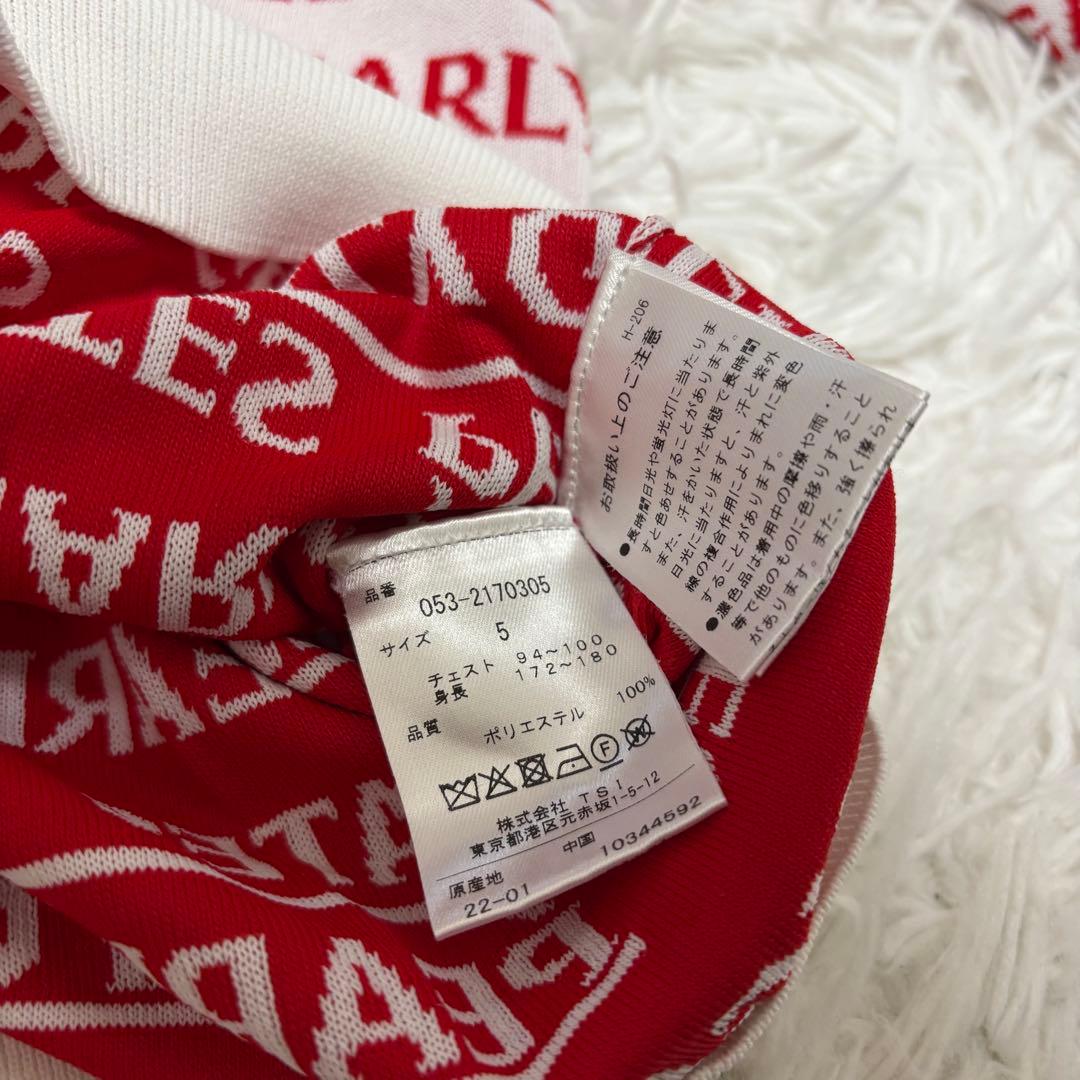 ARLY
TES
PEAR
H-206
お取扱い上のご注意
●長時間日光や蛍光灯に当たりま
すと色あせすることがあります。
また、汗をかいた状態で長時間
日光に当たりますと、汗と紫外
線の複合作用によりまれに変色
することがあります。
●濃色品は着用中の摩擦や雨・汗
等で他のものに色移りすること
があります。また、強く擦られ
品番
053-2170305
サイズ 5
チェスト 94~100
身長 172~180
品質 ポリエステル 100%
株式会社 TSI
東京都港区元赤坂1-5-12
中国 10344592
原産地
22-01